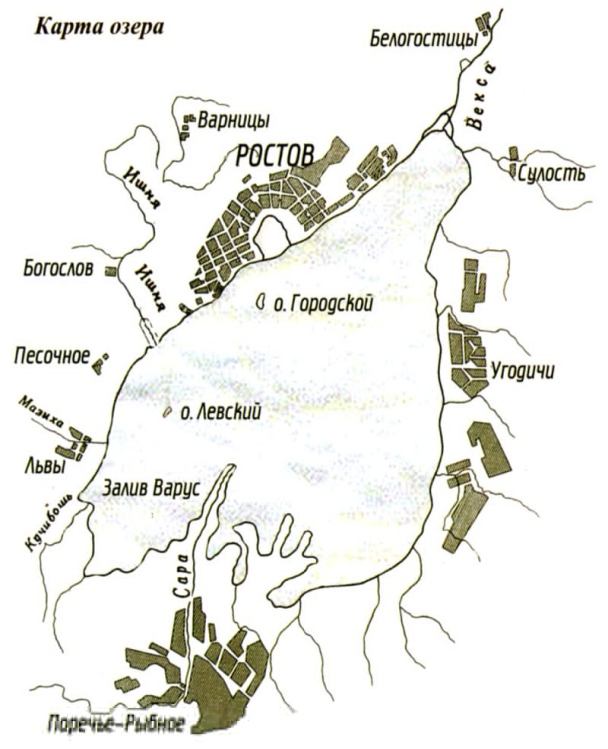 Карта озера
Белогостицы
Векса
Варницы
РОСТОВ
Сулость
Ишня
Богослов
Ишня
о. Городской
Песочное
Угодичи
Мазиха
о. Левский
Львы
Залив Варус
Кучибошь
Сара
Поречье-Рыбное